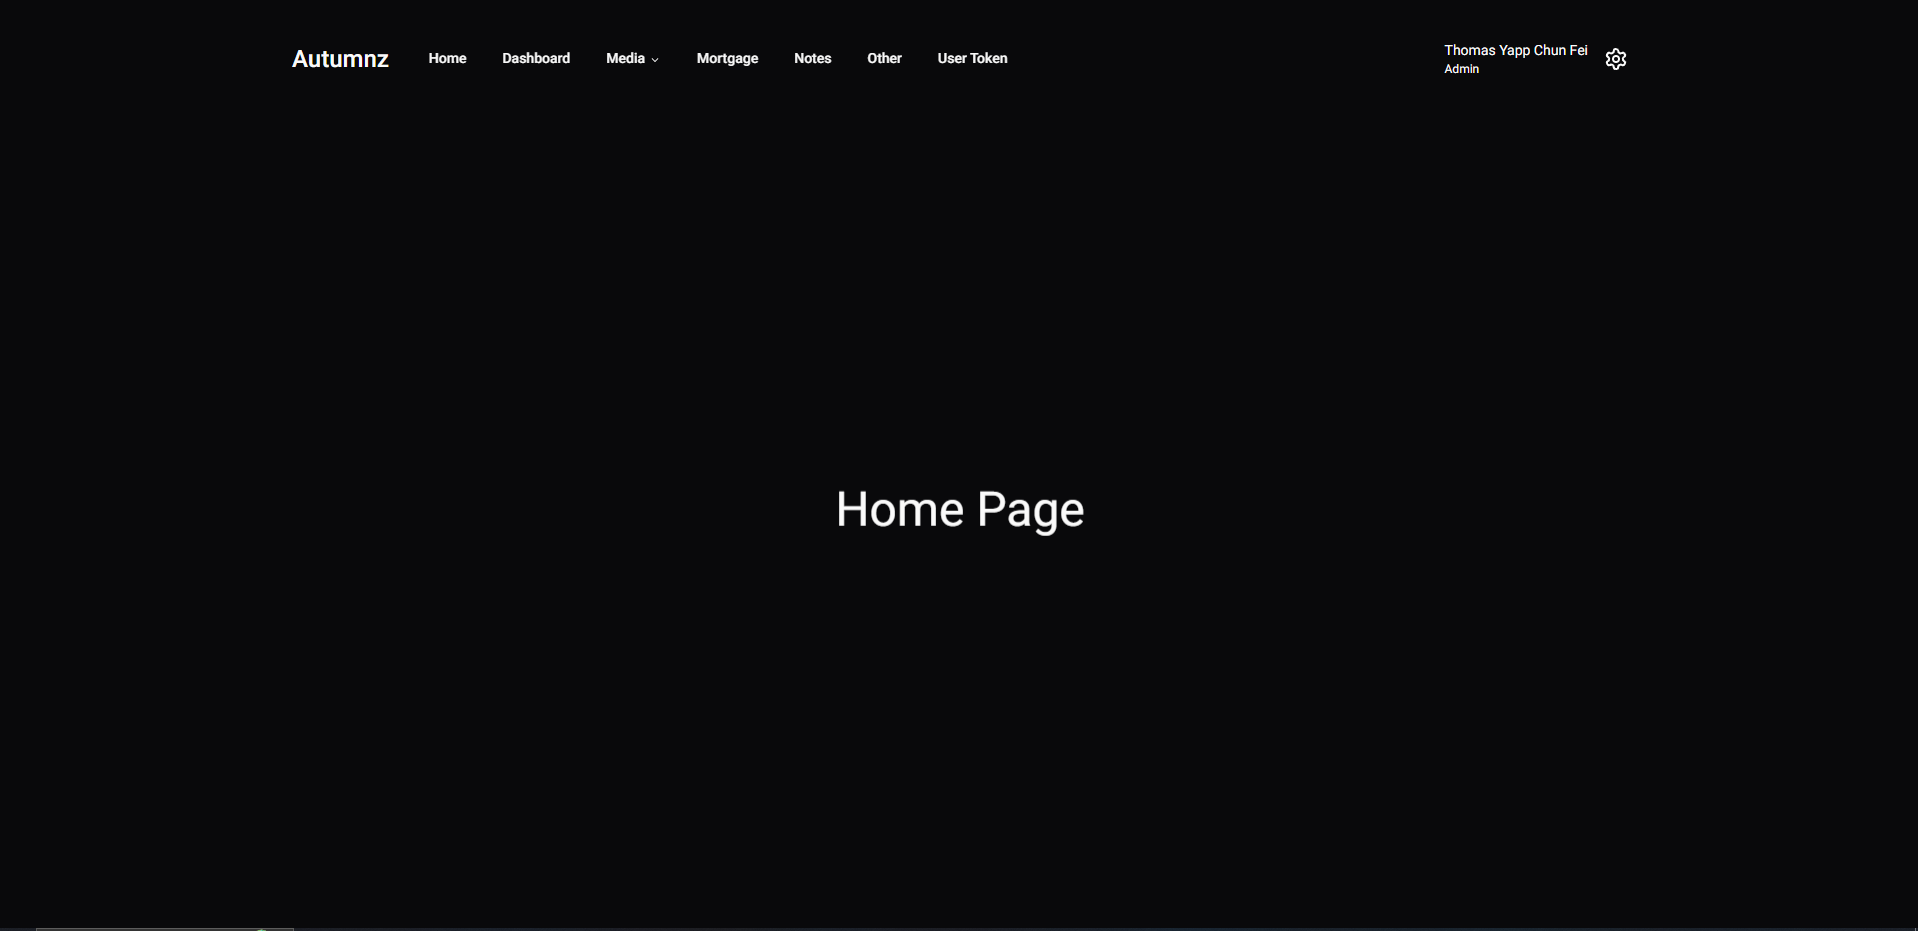 Autumnz Home Dashboard Media Mortgage Notes Other User Token
Thomas Yapp Chun Fei
Admin
Home Page